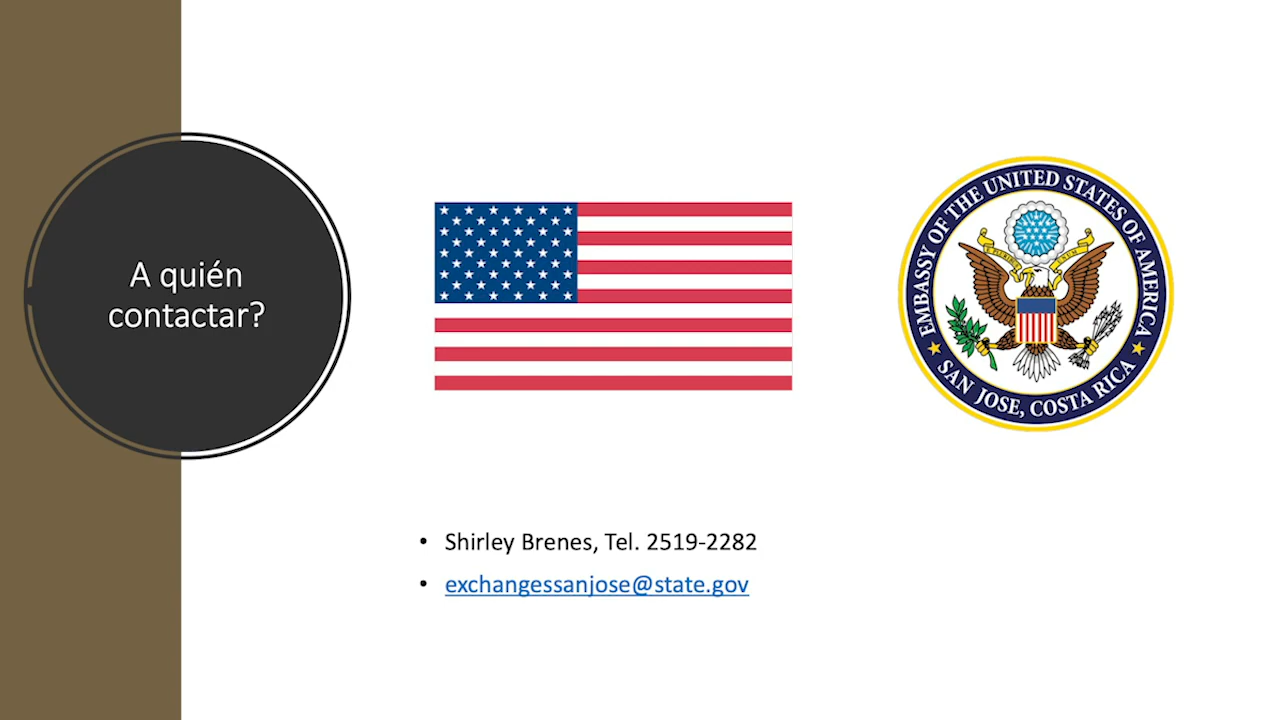 A quién
contactar?
EMBASSY OF THE UNITED STATES OF AMERICA
SAN JOSE, COSTA RICA
• Shirley Brenes, Tel. 2519-2282
• exchangessanjose@state.gov